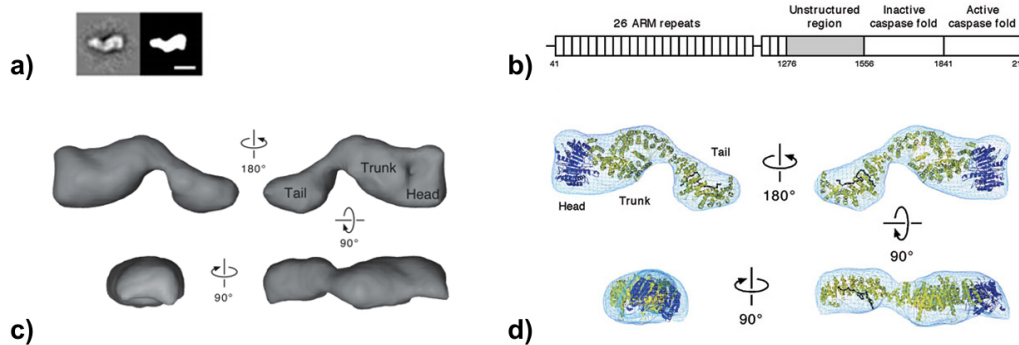 a)
b)
26 ARM repeats
Unstructured region
Inactive caspase fold
Active caspase fold
41
1276
1556
1841
c)
180°
Tail
Trunk
Head
90°
90°
d)
Head
Trunk
Tail
180°
90°
90°